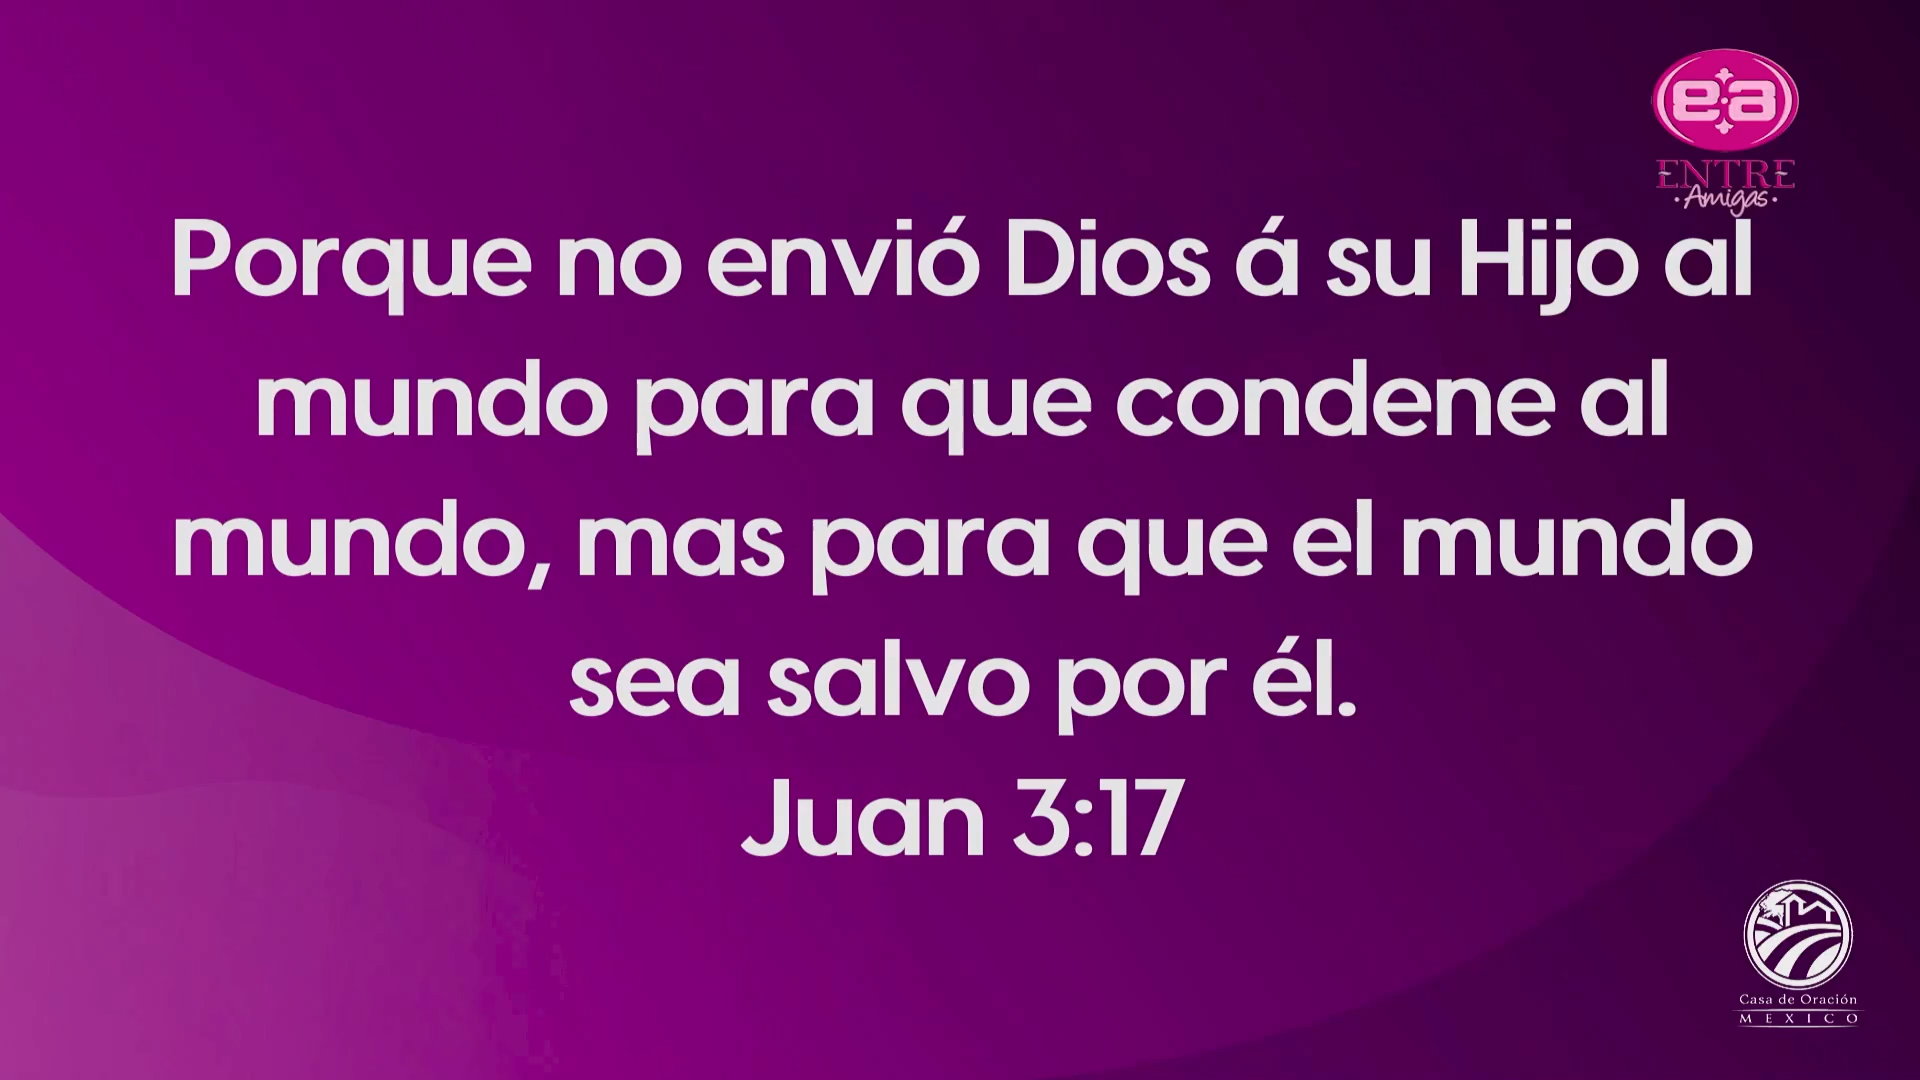 ea
ENTRE
·Amigas·
Porque no envió Dios á su Hijo al
mundo para que condene al
mundo, mas para que el mundo
sea salvo por él.
Juan 3:17
Casa de Oración
MEXICO